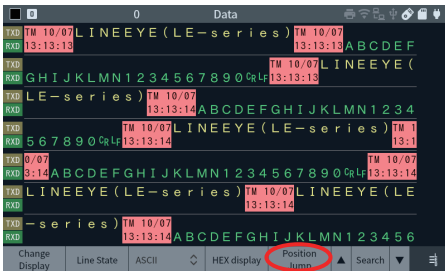 0 0 Data
TXD TM 10/07 LINEEYE(LE-series) TM 10/07
RXD 13:13:13 13:13:13 ABCDEF
TXD TM 10/07 LINEEYE(
RXD GHIJKLMN1234567890CRLF 13:13:13
TXD LE-series) TM 10/07
RXD 13:13:14 ABCDEFGHIJKLMN1234
TXD TM 10/07 LINEEYE(LE-series) TM 1
RXD 567890CRLF 13:13:14 13:1
TXD 0/07 TM 10/07
RXD 3:14 ABCDEFGHIJKLMN1234567890CRLF 13:13:14
TXD LINEEYE(LE-series) TM 10/07 LINEEYE(LE
RXD 13:13:14
TXD -series) TM 10/07
RXD 13:13:14 ABCDEFGHIJKLMN123456
Change Display Line State ASCII HEX display Position Jump ▲ Search ▼